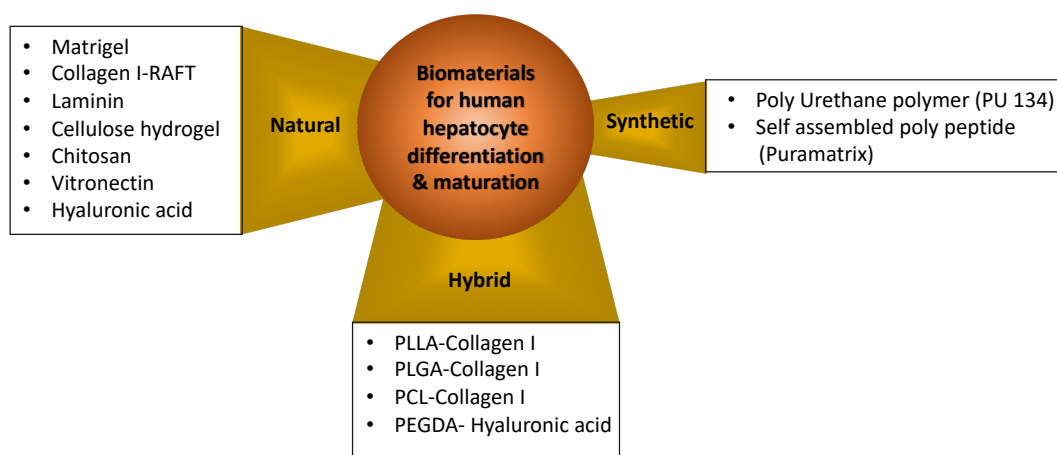 • Matrigel
• Collagen I-RAFT
• Laminin
• Cellulose hydrogel
• Chitosan
• Vitronectin
• Hyaluronic acid
Natural
Biomaterials
for human
hepatocyte
differentiation
& maturation
Synthetic
• Poly Urethane polymer (PU 134)
• Self assembled poly peptide
(Puramatrix)
Hybrid
• PLLA-Collagen I
• PLGA-Collagen I
• PCL-Collagen I
• PEGDA- Hyaluronic acid